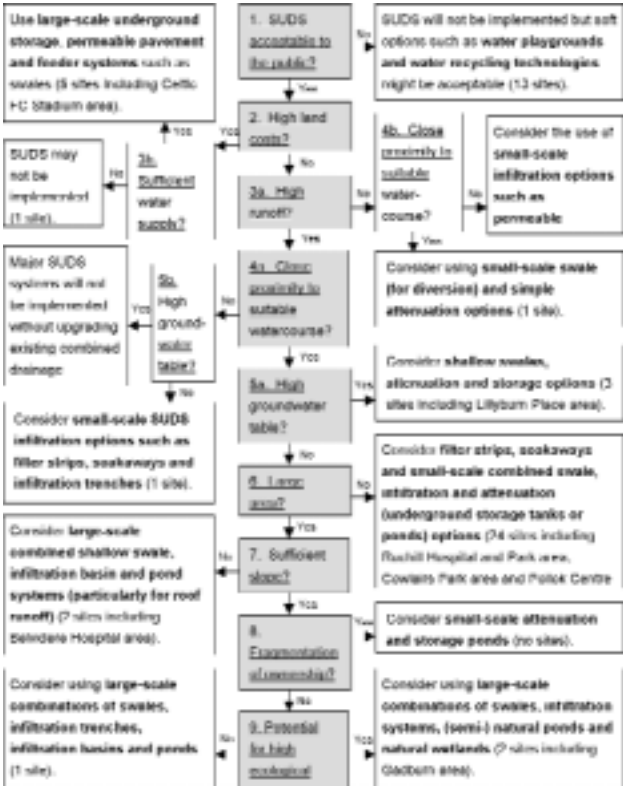 Use large-scale underground
storage, permeable pavement
and feeder systems such as
swales (5 sites including Celtic
FC Stadium area).
1. SUDS
acceptable to
the public?
No
SUDS will not be implemented but soft
options such as water playgrounds
and water recycling technologies
might be acceptable (13 sites).
Yes
Yes
2. High land
costs?
Yes
No
SUDS may
not be
implemented
(1 site).
No
3b.
Sufficient
water
supply?
3a. High
runoff?
No
4b. Close
proximity to
suitable
water-
course?
No
Consider the use of
small-scale
infiltration options
such as
permeable
Yes
Yes
Major SUDS
systems will not
be implemented
without upgrading
existing combined
drainage
Yes
5b.
High
ground-
water
table?
No
4a. Close
proximity to
suitable
watercourse?
Consider using small-scale swale
(for diversion) and simple
attenuation options (1 site).
No
Yes
Consider small-scale SUDS
infiltration options such as
filter strips, soakaways and
infiltration trenches (1 site).
5a. High
groundwater
table?
Yes
Consider shallow swales,
attenuation and storage options (3
sites including Lillyburn Place area).
No
6. Large
area?
No
Consider filter strips, soakaways
and small-scale combined swale,
infiltration and attenuation
(underground storage tanks or
ponds) options (24 sites including
Ruchill Hospital and Park area,
Cowlairs Park area and Pollok Centre
Yes
Consider large-scale
combined shallow swale,
infiltration basin and pond
systems (particularly for roof
runoff) (2 sites including
Belvidere Hospital area).
No
7. Sufficient
slope?
Yes
8.
Fragmentation
of ownership?
Yes
Consider small-scale attenuation
and storage ponds (no sites).
No
Consider using large-scale
combinations of swales,
infiltration trenches,
infiltration basins and ponds
(1 site).
No
9. Potential
for high
ecological
Yes
Consider using large-scale
combinations of swales, infiltration
systems, (semi-) natural ponds and
natural wetlands (2 sites including
Gadburn area).